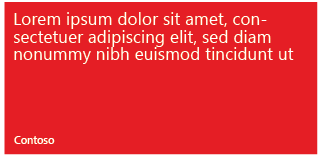 Lorem ipsum dolor sit amet, con-
sectetuer adipiscing elit, sed diam
nonummy nibh euismod tincidunt ut
Contoso